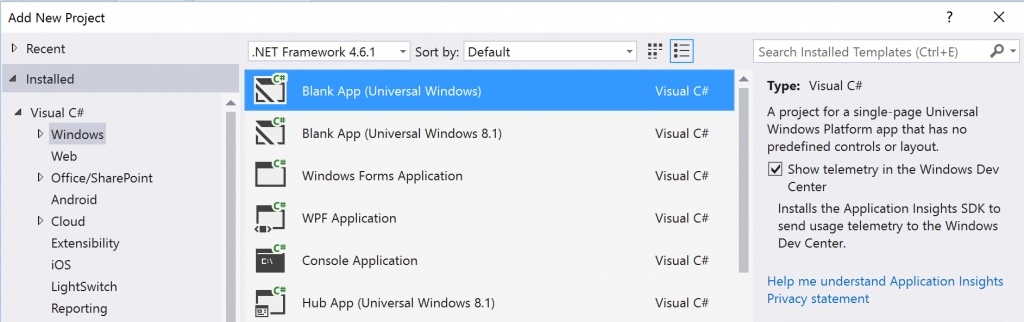 Add New Project
?
Recent
.NET Framework 4.6.1
Sort by:
Default
Search Installed Templates (Ctrl+E)
Installed
Visual C#
Windows
Web
Office/SharePoint
Android
Cloud
Extensibility
iOS
LightSwitch
Reporting
C#
Blank App (Universal Windows)
Visual C#
C#
Blank App (Universal Windows 8.1)
Visual C#
C#
Windows Forms Application
Visual C#
C#
WPF Application
Visual C#
C#
C:\
Console Application
Visual C#
C#
Hub App (Universal Windows 8.1)
Visual C#
Type: Visual C#
A project for a single-page Universal
Windows Platform app that has no
predefined controls or layout.
Show telemetry in the Windows Dev
Center
Installs the Application Insights SDK to
send usage telemetry to the Windows
Dev Center.
Help me understand Application Insights
Privacy statement